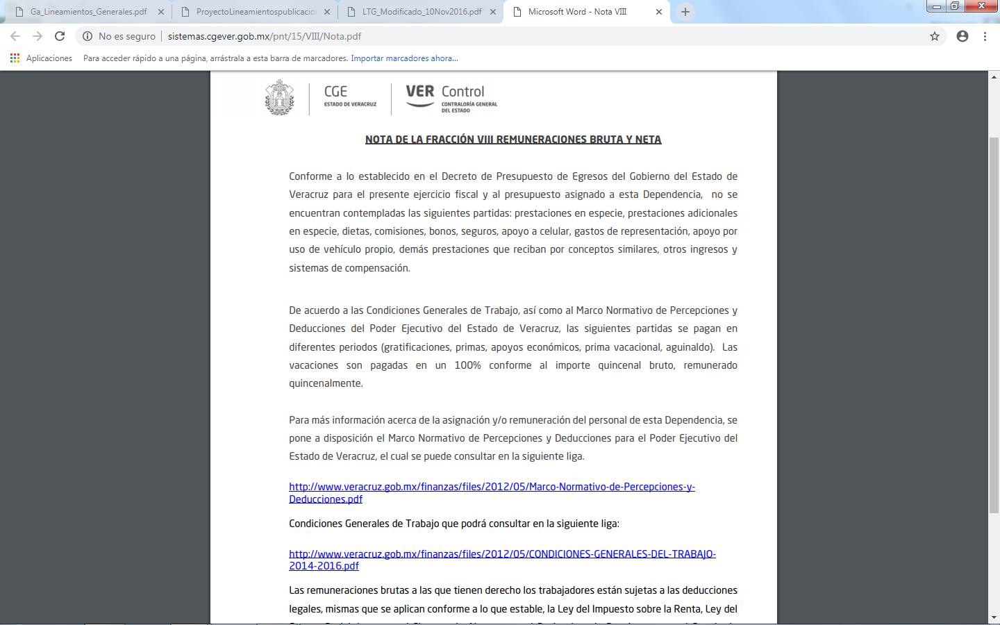 Ga_Lineamientos_Generales.pdf
ProyectoLineamientospublicacion
LTG_Modificado_10Nov2016.pdf
Microsoft Word - Nota VIII
No es seguro
sistemas.cgever.gob.mx/pnt/15/VIII/Nota.pdf
Aplicaciones
Para acceder rápido a una página, arrástrala a esta barra de marcadores.
Importar marcadores ahora...
CGE
ESTADO DE VERACRUZ
VER Control
CONTRALORÍA GENERAL
DEL ESTADO
NOTA DE LA FRACCIÓN VIII REMUNERACIONES BRUTA Y NETA
Conforme a lo establecido en el Decreto de Presupuesto de Egresos del Gobierno del Estado de
Veracruz para el presente ejercicio fiscal y al presupuesto asignado a esta Dependencia, no se
encuentran contempladas las siguientes partidas: prestaciones en especie, prestaciones adicionales
en especie, dietas, comisiones, bonos, seguros, apoyo a celular, gastos de representación, apoyo por
uso de vehículo propio, demás prestaciones que reciban por conceptos similares, otros ingresos y
sistemas de compensación.
De acuerdo a las Condiciones Generales de Trabajo, así como al Marco Normativo de Percepciones y
Deducciones del Poder Ejecutivo del Estado de Veracruz, las siguientes partidas se pagan en
diferentes periodos (gratificaciones, primas, apoyos económicos, prima vacacional, aguinaldo). Las
vacaciones son pagadas en un 100% conforme al importe quincenal bruto, remunerado
quincenalmente.
Para más información acerca de la asignación y/o remuneración del personal de esta Dependencia, se
pone a disposición el Marco Normativo de Percepciones y Deducciones para el Poder Ejecutivo del
Estado de Veracruz, el cual se puede consultar en la siguiente liga.
http://www.veracruz.gob.mx/finanzas/files/2012/05/Marco-Normativo-de-Percepciones-y-
Deducciones.pdf
Condiciones Generales de Trabajo que podrá consultar en la siguiente liga:
http://www.veracruz.gob.mx/finanzas/files/2012/05/CONDICIONES-GENERALES-DEL-TRABAJO-
2014-2016.pdf
Las remuneraciones brutas a las que tienen derecho los trabajadores están sujetas a las deducciones
legales, mismas que se aplican conforme a lo que estable, la Ley del Impuesto sobre la Renta, Ley del